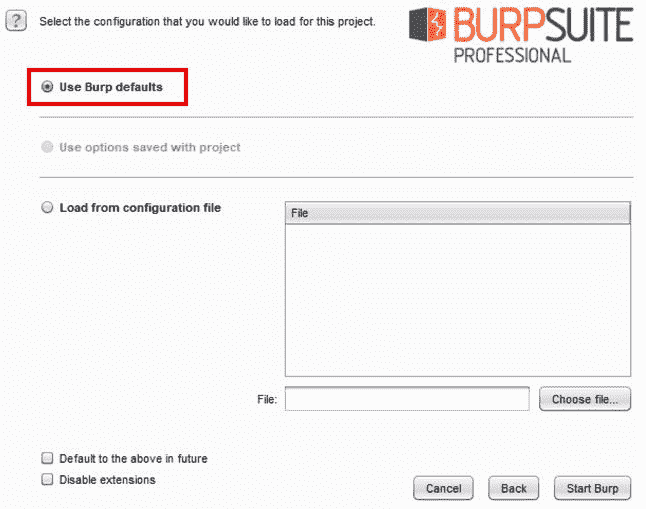 ?
Select the configuration that you would like to load for this project.
BURPSUITE
PROFESSIONAL
Use Burp defaults
Use options saved with project
Load from configuration file
File
File:
Choose file...
Default to the above in future
Disable extensions
Cancel
Back
Start Burp